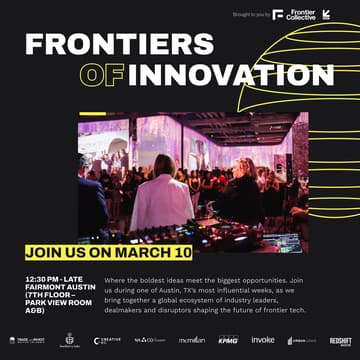 Brought to you by
Frontier
Collective
FRONTIERS
OF INNOVATION
JOIN US ON MARCH 10
12:30 PM - LATE
FAIRMONT AUSTIN
(7TH FLOOR –
PARK VIEW ROOM
A&B)
Where the boldest ideas meet the biggest opportunities. Join
us during one of Austin, TX's most influential weeks, as we
bring together a global ecosystem of industry leaders,
dealmakers and disruptors shaping the future of frontier tech.
CREATIVE
BC
mcmillan
KPMG
invoke
REDSHIFT